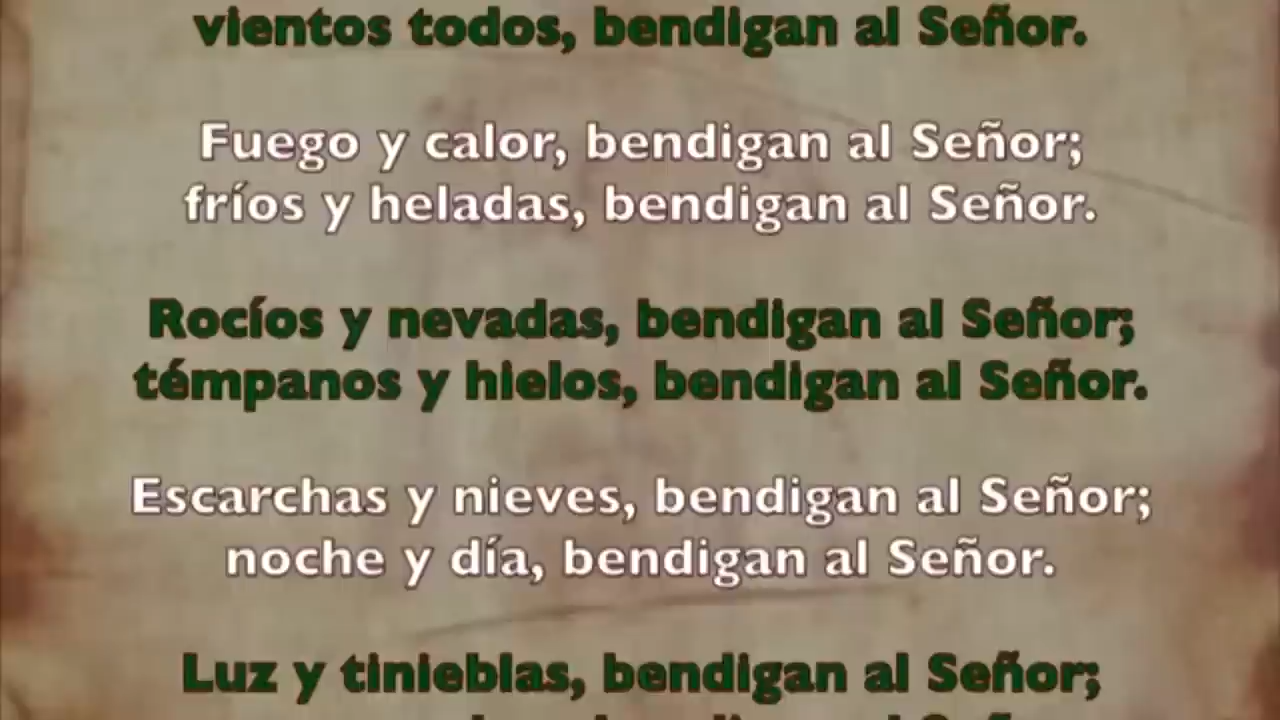 vientos todos, bendigan al Señor.
Fuego y calor, bendigan al Señor;
fríos y heladas, bendigan al Señor.
Rocíos y nevadas, bendigan al Señor;
témpanos y hielos, bendigan al Señor.
Escarchas y nieves, bendigan al Señor;
noche y día, bendigan al Señor.
Luz y tinieblas, bendigan al Señor;